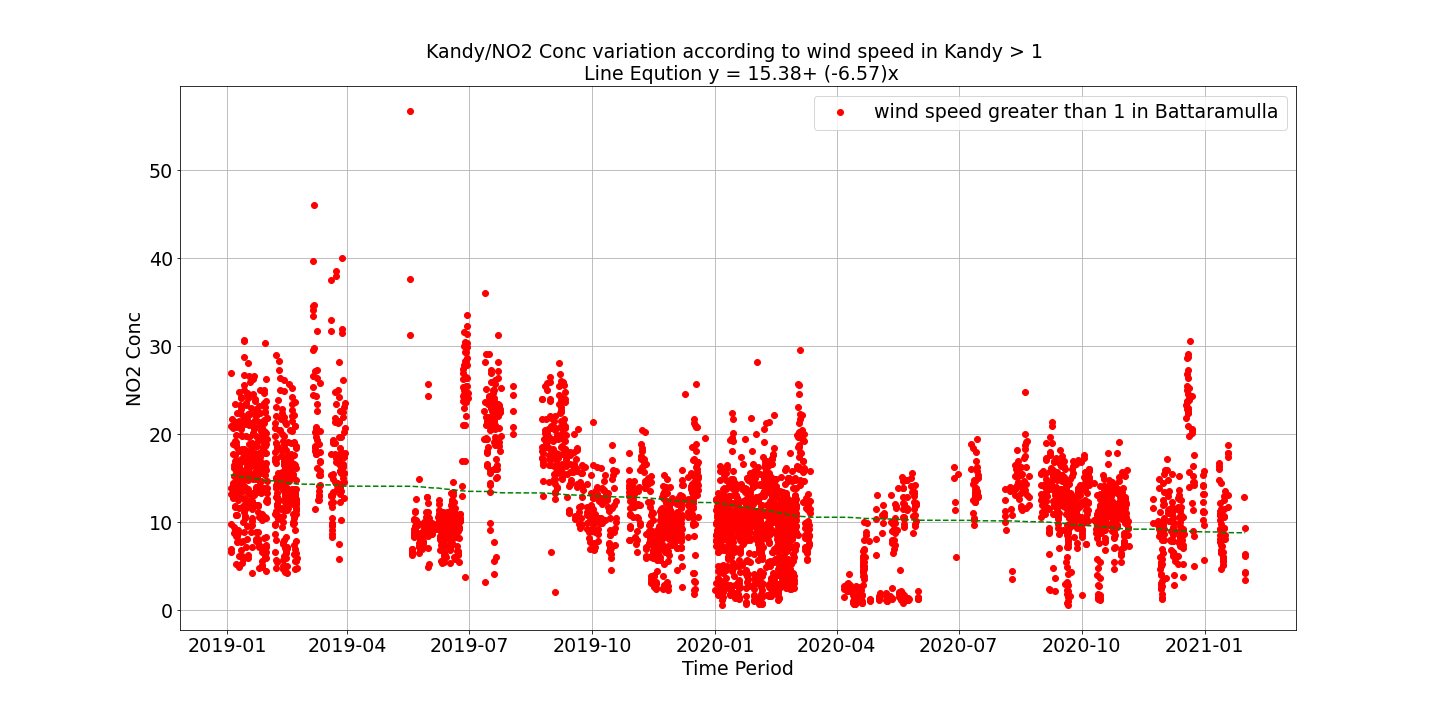 Kandy/NO2 Conc variation according to wind speed in Kandy > 1
Line Eqution y = 15.38+ (-6.57)x
wind speed greater than 1 in Battaramulla
NO2 Conc
50
40
30
20
10
0
2019-01 2019-04 2019-07 2019-10 2020-01 2020-04 2020-07 2020-10 2021-01
Time Period